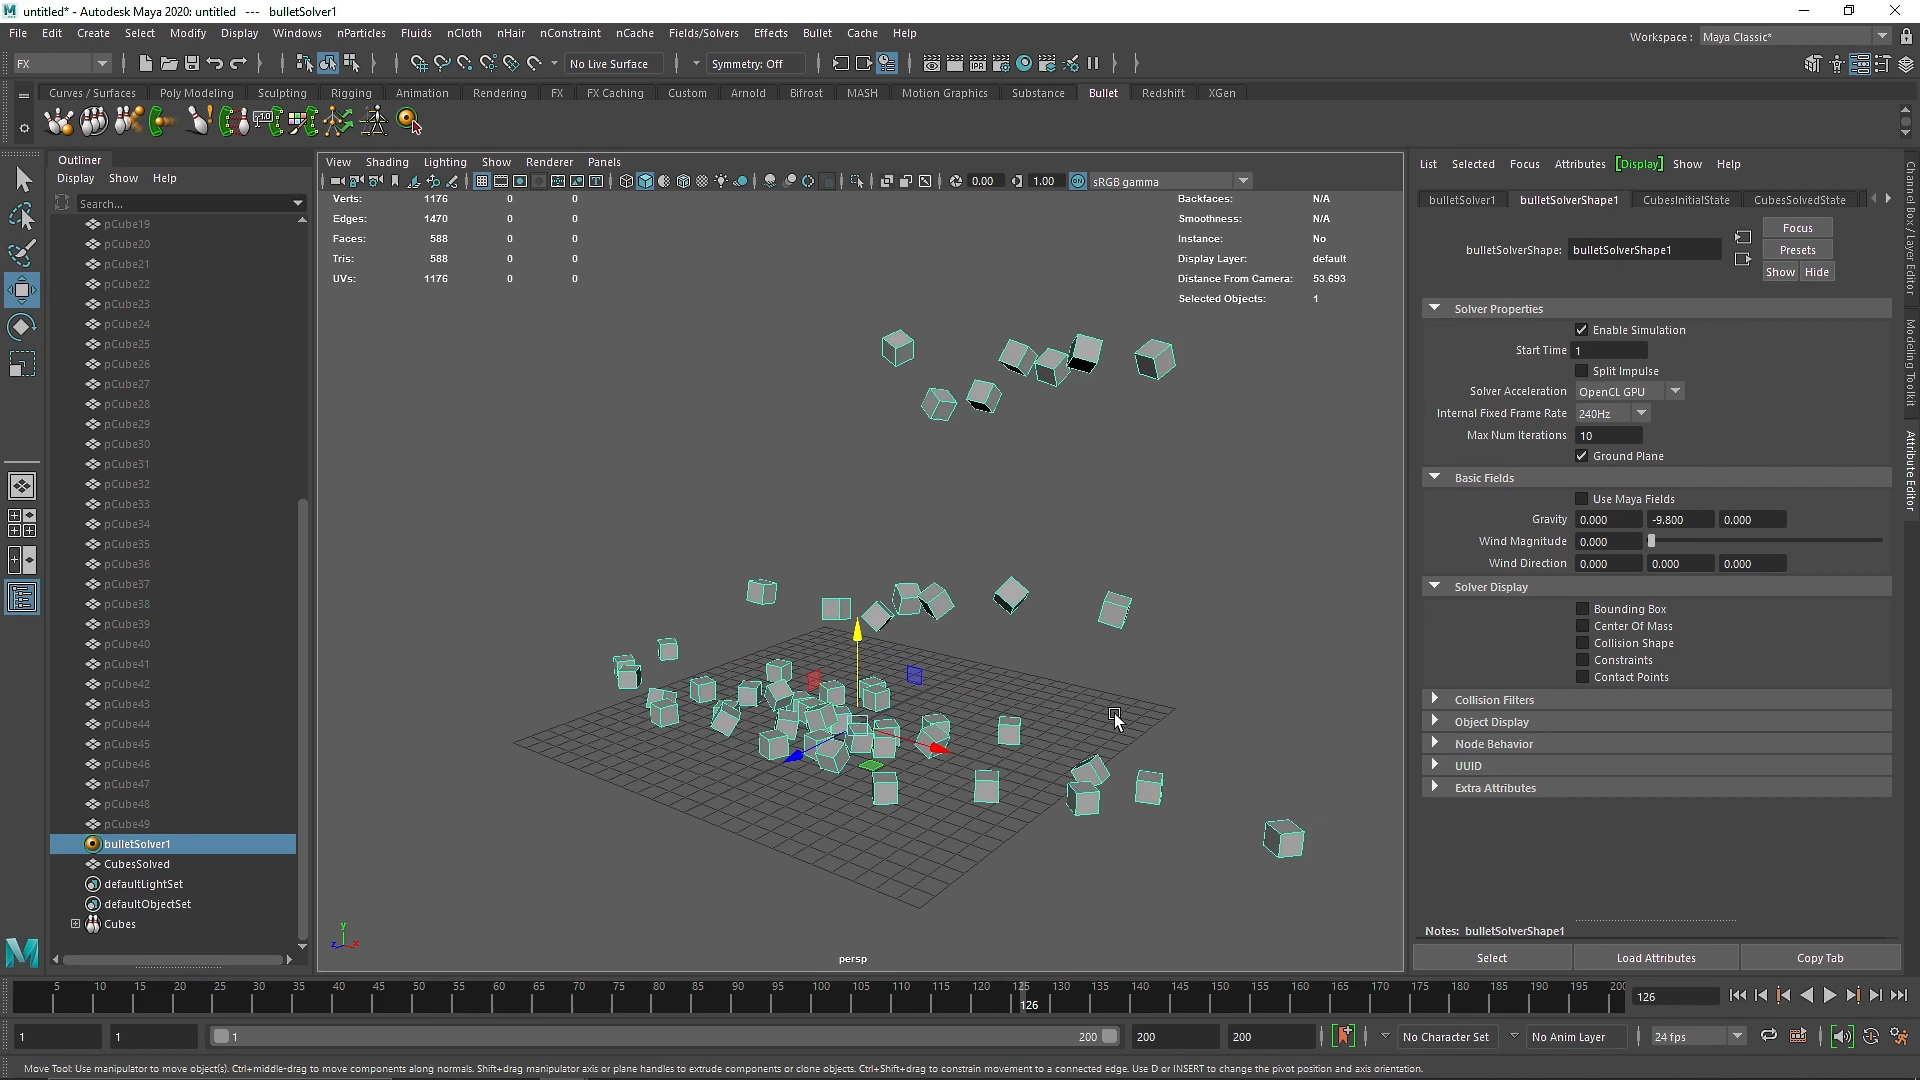 untitled* - Autodesk Maya 2020: untitled --- bulletSolver1
File Edit Create Select Modify Display Windows nParticles Fluids nCloth nHair nConstraint nCache Fields/Solvers Effects Bullet Cache Help
Workspace : Maya Classic*
FX No Live Surface Symmetry: Off
Curves / Surfaces Poly Modeling Sculpting Rigging Animation Rendering FX FX Caching Custom Arnold Bifrost MASH Motion Graphics Substance Bullet Redshift XGen
Outliner
Display Show Help
Search...
pCube19
pCube20
pCube21
pCube22
pCube23
pCube24
pCube25
pCube26
pCube27
pCube28
pCube29
pCube30
pCube31
pCube32
pCube33
pCube34
pCube35
pCube36
pCube37
pCube38
pCube39
pCube40
pCube41
pCube42
pCube43
pCube44
pCube45
pCube46
pCube47
pCube48
pCube49
bulletSolver1
CubesSolved
defaultLightSet
defaultObjectSet
Cubes
View Shading Lighting Show Renderer Panels
0.00 1.00 ON sRGB gamma
Verts: 1176 0 0
Edges: 1470 0 0
Faces: 588 0 0
Tris: 588 0 0
UVs: 1176 0 0
Backfaces: N/A
Smoothness: N/A
Instance: No
Display Layer: default
Distance From Camera: 53.693
Selected Objects: 1
y
z x
persp
List Selected Focus Attributes [Display] Show Help
bulletSolver1 bulletSolverShape1 CubesInitialState CubesSolvedState
bulletSolverShape: bulletSolverShape1
Focus
Presets
Show Hide
Solver Properties
Enable Simulation
Start Time 1
Split Impulse
Solver Acceleration OpenCL GPU
Internal Fixed Frame Rate 240Hz
Max Num Iterations 10
Ground Plane
Basic Fields
Use Maya Fields
Gravity 0.000 -9.800 0.000
Wind Magnitude 0.000
Wind Direction 0.000 0.000 0.000
Solver Display
Bounding Box
Center Of Mass
Collision Shape
Constraints
Contact Points
Collision Filters
Object Display
Node Behavior
UUID
Extra Attributes
Notes: bulletSolverShape1
Select Load Attributes Copy Tab
Channel Box / Layer Editor
Modeling Toolkit
Attribute Editor
5 10 15 20 25 30 35 40 45 50 55 60 65 70 75 80 85 90 95 100 105 110 115 120 125 130 135 140 145 150 155 160 165 170 175 180 185 190 195
126
126
1 1 1 200 200 200 No Character Set No Anim Layer 24 fps
Move Tool: Use manipulator to move object(s). Ctrl+middle-drag to move components along normals. Shift+drag manipulator axis or plane handles to extrude components or clone objects. Ctrl+Shift+drag to constrain movement to a connected edge. Use D or INSERT to change the pivot position and axis orientation.